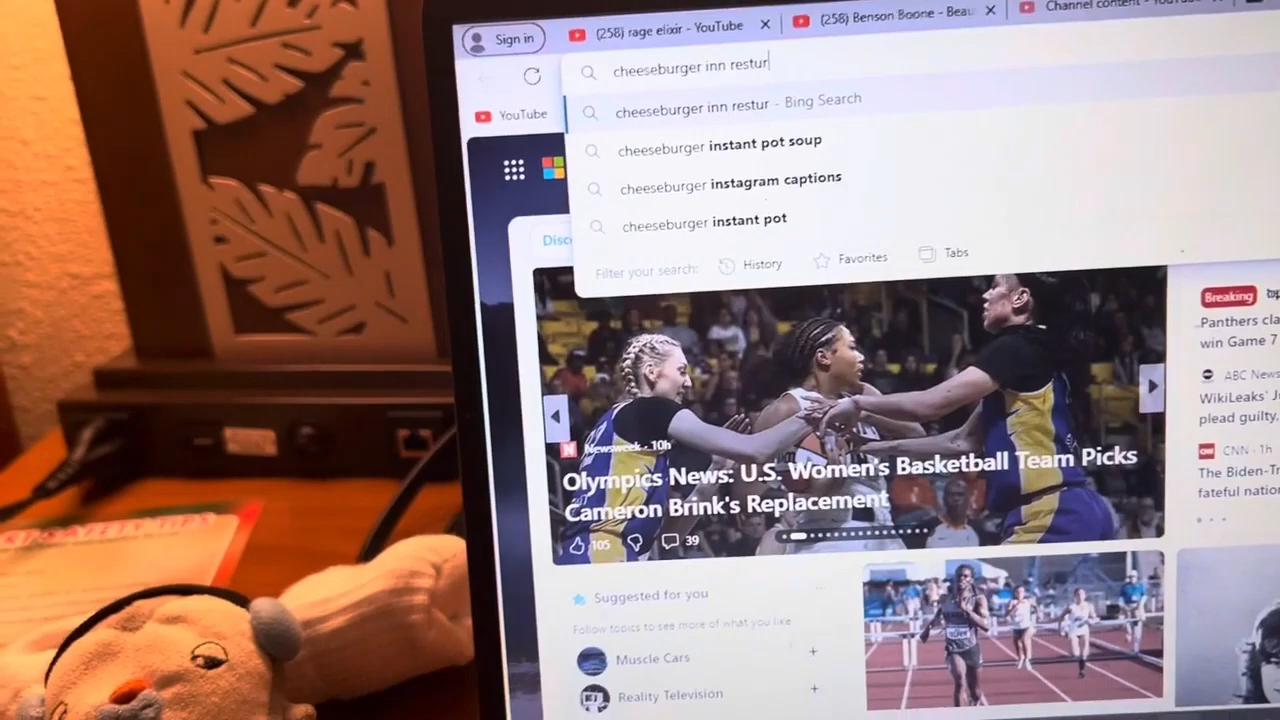 Sign in
(258) rage elixir - YouTube
(258) Benson Boone - Beau
Channel content - YouTube
cheeseburger inn restur
YouTube
cheeseburger inn restur - Bing Search
cheeseburger instant pot soup
cheeseburger instagram captions
cheeseburger instant pot
Filter your search:
History
Favorites
Tabs
Disc
Breaking
Panthers cla
win Game 7
ABC News
WikiLeaks' J
plead guilty,
CNN · 1h
The Biden-Tr
fateful nation
N Newsweek · 10h
Olympics News: U.S. Women's Basketball Team Picks
Cameron Brink's Replacement
105
39
Suggested for you
Follow topics to see more of what you like
Muscle Cars
Reality Television
SAFETY TIPS